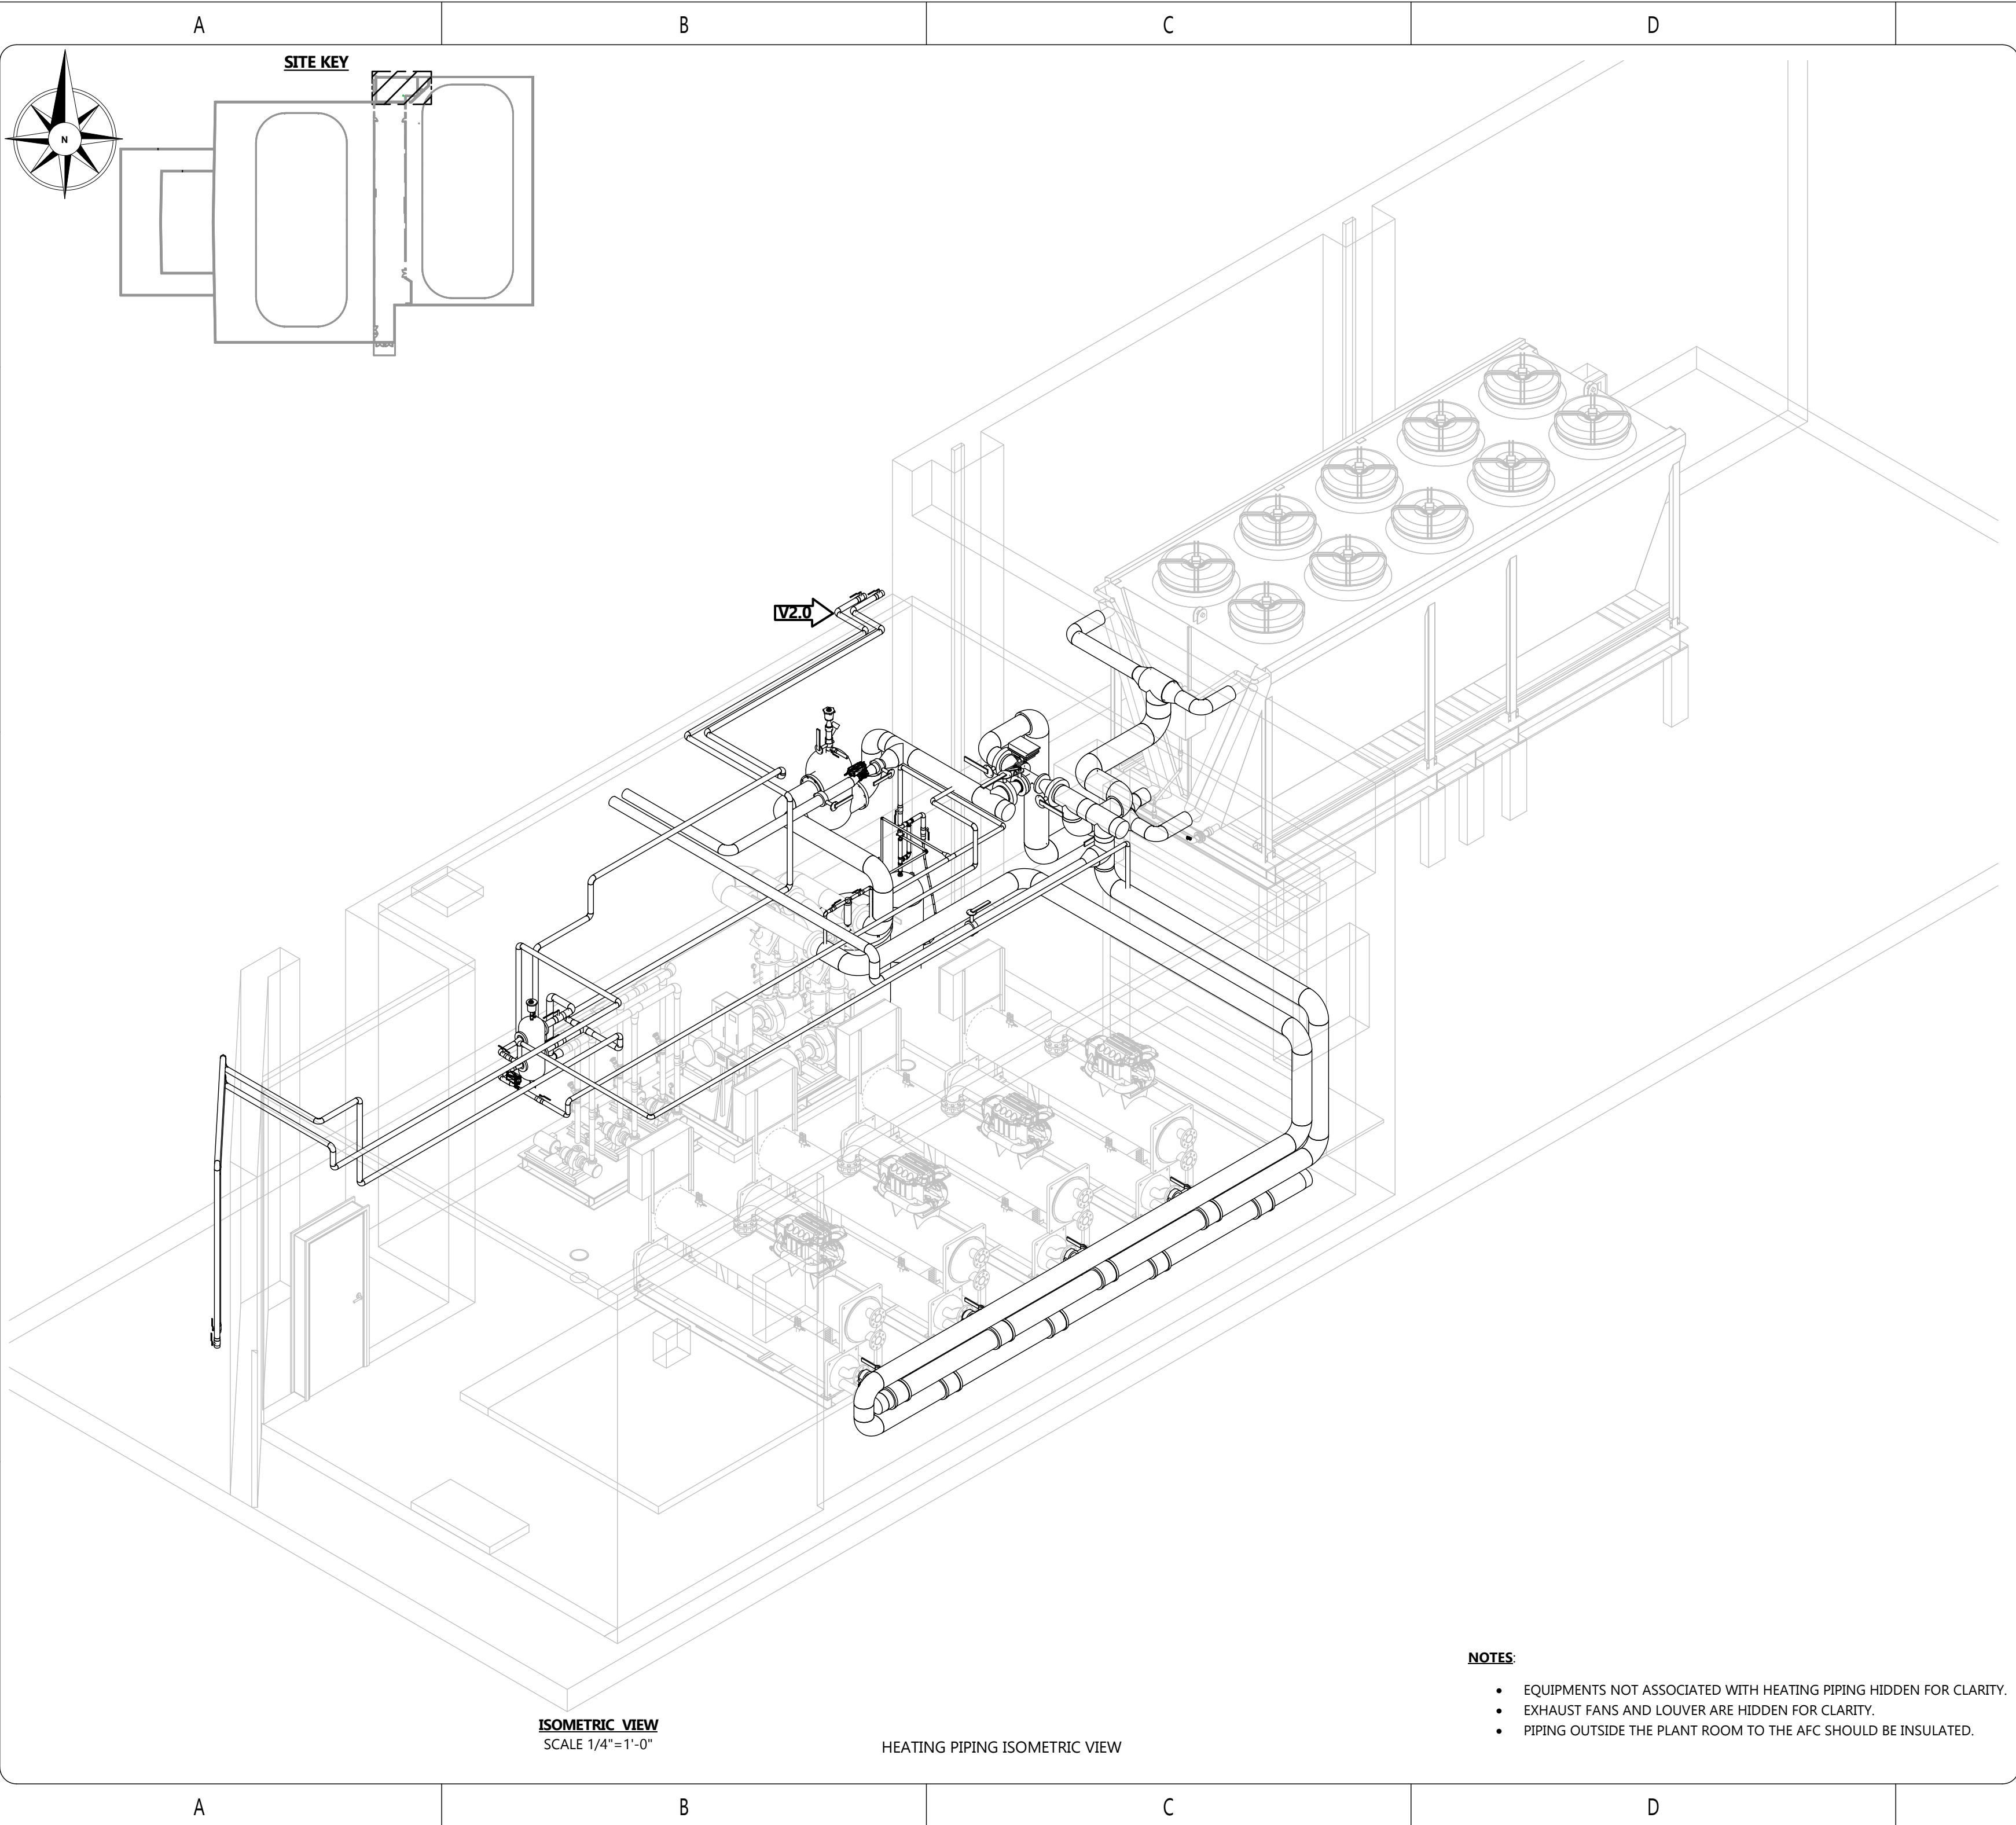 A B C D
SITE KEY
N
V2.0
NOTES:
• EQUIPMENTS NOT ASSOCIATED WITH HEATING PIPING HIDDEN FOR CLARITY.
• EXHAUST FANS AND LOUVER ARE HIDDEN FOR CLARITY.
• PIPING OUTSIDE THE PLANT ROOM TO THE AFC SHOULD BE INSULATED.
ISOMETRIC VIEW
SCALE 1/4"=1'-0"
HEATING PIPING ISOMETRIC VIEW
A B C D